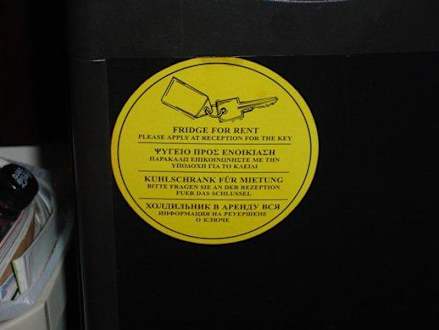 FRIDGE FOR RENT
PLEASE APPLY AT RECEPTION FOR THE KEY
ΨΥΓΕΙΟ ΠΡΟΣ ΕΝΟΙΚΙΑΣΗ
ΠΑΡΑΚΑΛΩ ΕΠΙΚΟΙΝΩΝΗΣΤΕ ΜΕ ΤΗΝ
ΥΠΟΔΟΧΗ ΓΙΑ ΤΟ ΚΛΕΙΔΙ
KUHLSCHRANK FÜR MIETUNG
BITTE FRAGEN SIE AN DER REZEPTION
FUER DAS SCHLUSSEL
ХОЛДИЛЬНИК В АРЕНДУ ВСЯ
ИНФОРМАЦИЯ НА
О КЛЮЧЕ